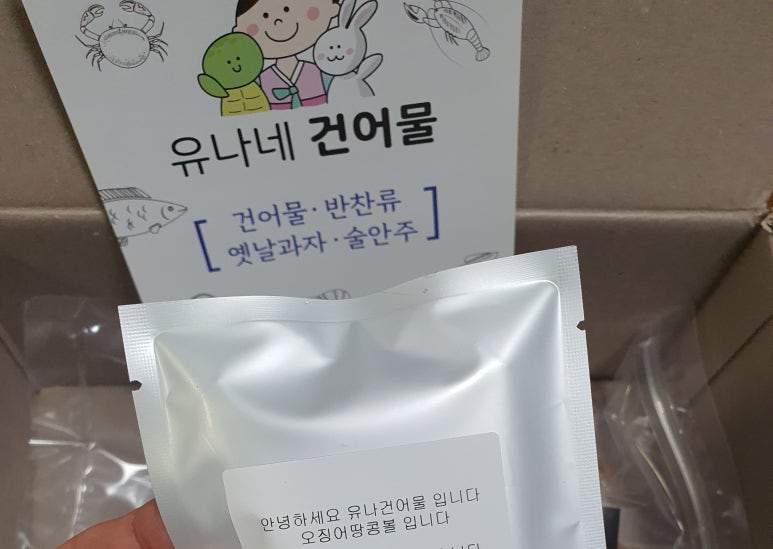 유나네 건어물
건어물·반찬류
옛날과자·술안주
안녕하세요 유나건어물 입니다
오징어땅콩볼 입니다